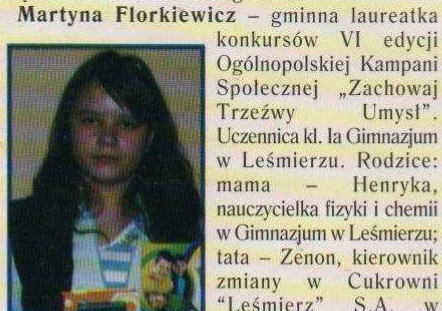 Martyna Florkiewicz – gminna laureatka
konkursów VI edycji
Ogólnopolskiej Kampani
Społecznej „Zachowaj
Trzeźwy Umysł”.
Uczennica kl. Ia Gimnazjum
w Leśmierzu. Rodzice:
mama – Henryka,
nauczycielka fizyki i chemii
w Gimnazjum w Leśmierzu;
tata – Zenon, kierownik
zmiany w Cukrowni
“Leśmierz” S.A. w